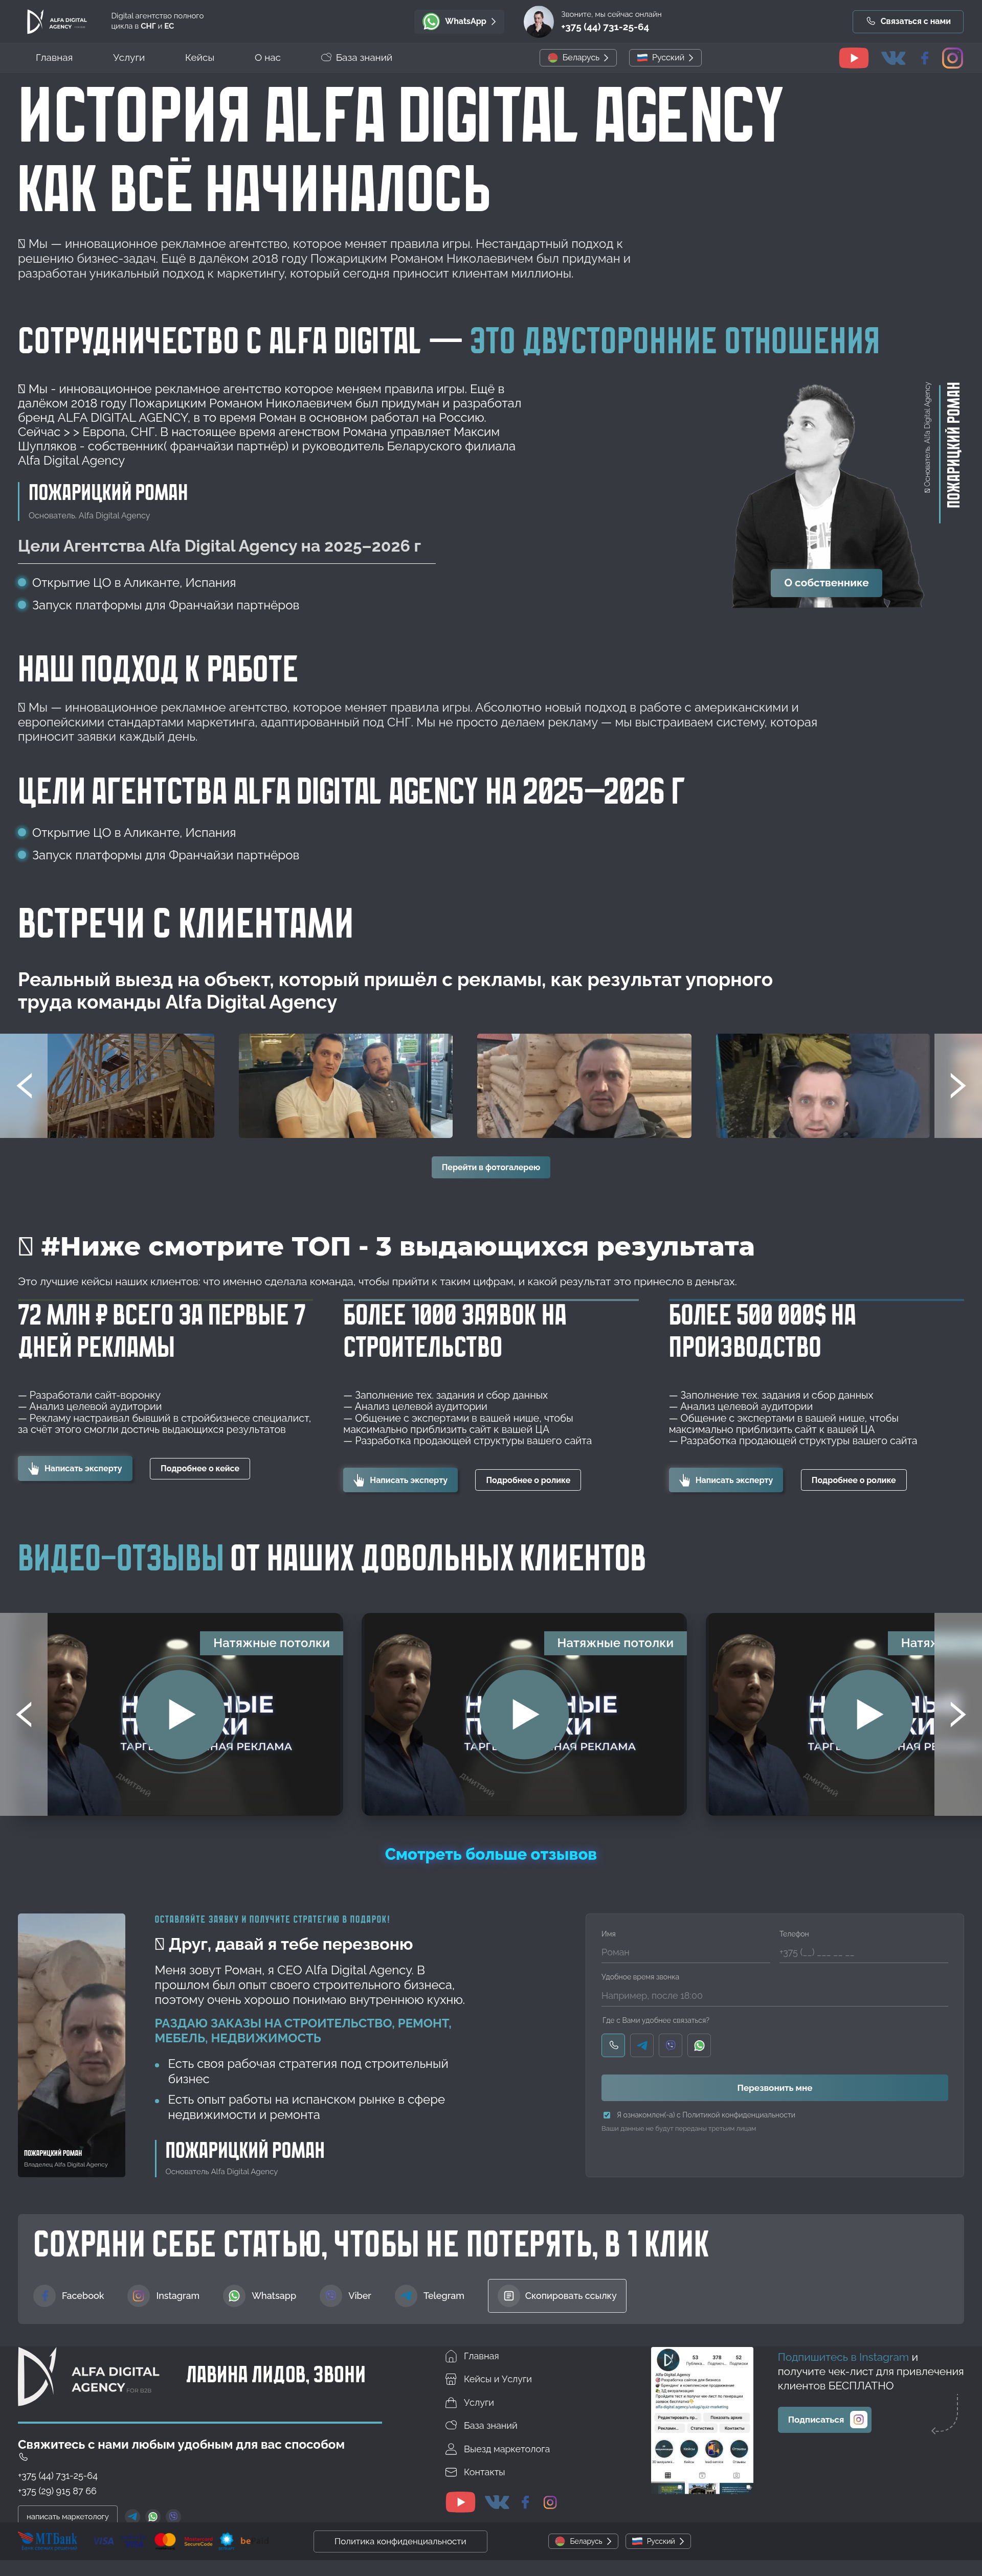 ALFA DIGITAL
AGENCY
Digital агентство полного
цикла в СНГ и ЕС
WhatsApp
Звоните, мы сейчас онлайн
+375 (44) 731-25-64
Связаться с нами
Главная
Услуги
Кейсы
О нас
База знаний
Беларусь
Русский
ИСТОРИЯ ALFA DIGITAL AGENCY
КАК ВСЁ НАЧИНАЛОСЬ
Мы — инновационное рекламное агентство, которое меняет правила игры. Нестандартный подход к
решению бизнес-задач. Ещё в далёком 2018 году Пожарицким Романом Николаевичем был придуман и
разработан уникальный подход к маркетингу, который сегодня приносит клиентам миллионы.
СОТРУДНИЧЕСТВО С ALFA DIGITAL — ЭТО ДВУСТОРОННИЕ ОТНОШЕНИЯ
Мы - инновационное рекламное агентство которое меняем правила игры. Ещё в
далёком 2018 году Пожарицким Романом Николаевичем был придуман и разработал
бренд ALFA DIGITAL AGENCY, в то время Роман в основном работал на Россию.
Сейчас > > Европа, СНГ. В настоящее время агенством Романа управляет Максим
Шупляков - собственник( франчайзи партнёр) и руководитель Беларуского филиала
Alfa Digital Agency
ПОЖАРИЦКИЙ РОМАН
Основатель. Alfa Digital Agency
Цели Агентства Alfa Digital Agency на 2025–2026 г
Открытие ЦО в Аликанте, Испания
Запуск платформы для Франчайзи партнёров
О собственнике
Основатель. Alfa Digital Agency
ПОЖАРИЦКИЙ РОМАН
НАШ ПОДХОД К РАБОТЕ
Мы — инновационное рекламное агентство, которое меняет правила игры. Абсолютно новый подход в работе с американскими и
европейскими стандартами маркетинга, адаптированный под СНГ. Мы не просто делаем рекламу — мы выстраиваем систему, которая
приносит заявки каждый день.
ЦЕЛИ АГЕНТСТВА ALFA DIGITAL AGENCY НА 2025–2026 Г
Открытие ЦО в Аликанте, Испания
Запуск платформы для Франчайзи партнёров
ВСТРЕЧИ С КЛИЕНТАМИ
Реальный выезд на объект, который пришёл с рекламы, как результат упорного
труда команды Alfa Digital Agency
Перейти в фотогалерею
#Ниже смотрите ТОП - 3 выдающихся результата
Это лучшие кейсы наших клиентов: что именно сделала команда, чтобы прийти к таким цифрам, и какой результат это принесло в деньгах.
72 МЛН ₽ ВСЕГО ЗА ПЕРВЫЕ 7
ДНЕЙ РЕКЛАМЫ
— Разработали сайт-воронку
— Анализ целевой аудитории
— Рекламу настраивал бывший в стройбизнесе специалист,
за счёт этого смогли достичь выдающихся результатов
Написать эксперту
Подробнее о кейсе
БОЛЕЕ 1000 ЗАЯВОК НА
СТРОИТЕЛЬСТВО
— Заполнение тех. задания и сбор данных
— Анализ целевой аудитории
— Общение с экспертами в вашей нише, чтобы
максимально приблизить сайт к вашей ЦА
— Разработка продающей структуры вашего сайта
Написать эксперту
Подробнее о ролике
БОЛЕЕ 500 000$ НА
ПРОИЗВОДСТВО
— Заполнение тех. задания и сбор данных
— Анализ целевой аудитории
— Общение с экспертами в вашей нише, чтобы
максимально приблизить сайт к вашей ЦА
— Разработка продающей структуры вашего сайта
Написать эксперту
Подробнее о ролике
ВИДЕО-ОТЗЫВЫ ОТ НАШИХ ДОВОЛЬНЫХ КЛИЕНТОВ
Натяжные потолки
ДМИТРИЙ
Натяжные потолки
ДМИТРИЙ
ДМИТРИЙ
Смотреть больше отзывов
ПОЖАРИЦКИЙ РОМАН
Владелец Alfa Digital Agency
ОСТАВЛЯЙТЕ ЗАЯВКУ И ПОЛУЧИТЕ СТРАТЕГИЮ В ПОДАРОК!
Друг, давай я тебе перезвоню
Меня зовут Роман, я CEO Alfa Digital Agency. В
прошлом был опыт своего строительного бизнеса,
поэтому очень хорошо понимаю внутреннюю кухню.
РАЗДАЮ ЗАКАЗЫ НА СТРОИТЕЛЬСТВО, РЕМОНТ,
МЕБЕЛЬ, НЕДВИЖИМОСТЬ
Есть своя рабочая стратегия под строительный
бизнес
Есть опыт работы на испанском рынке в сфере
недвижимости и ремонта
ПОЖАРИЦКИЙ РОМАН
Основатель Alfa Digital Agency
Имя
Телефон
Роман
+375 (__) ___ __ __
Удобное время звонка
Например, после 18:00
Где с Вами удобнее связаться?
Перезвонить мне
Я ознакомлен(-а) с Политикой конфиденциальности
Ваши данные не будут переданы третьим лицам
СОХРАНИ СЕБЕ СТАТЬЮ, ЧТОБЫ НЕ ПОТЕРЯТЬ, В 1 КЛИК
Facebook
Instagram
Whatsapp
Viber
Telegram
Скопировать ссылку
ALFA DIGITAL
AGENCY FOR B2B
ЛАВИНА ЛИДОВ, ЗВОНИ
Свяжитесь с нами любым удобным для вас способом
+375 (44) 731-25-64
+375 (29) 915 87 66
написать маркетологу
Главная
Кейсы и Услуги
Услуги
База знаний
Выезд маркетолога
Контакты
53 378 52
Alfa Digital Agency
Показать архив
Статистика
Контакты
Подпишитесь в Instagram и
получите чек-лист для привлечения
клиентов БЕСПЛАТНО
Подписаться
MTBank
VISA
SecureCode
Политика конфиденциальности
Беларусь
Русский